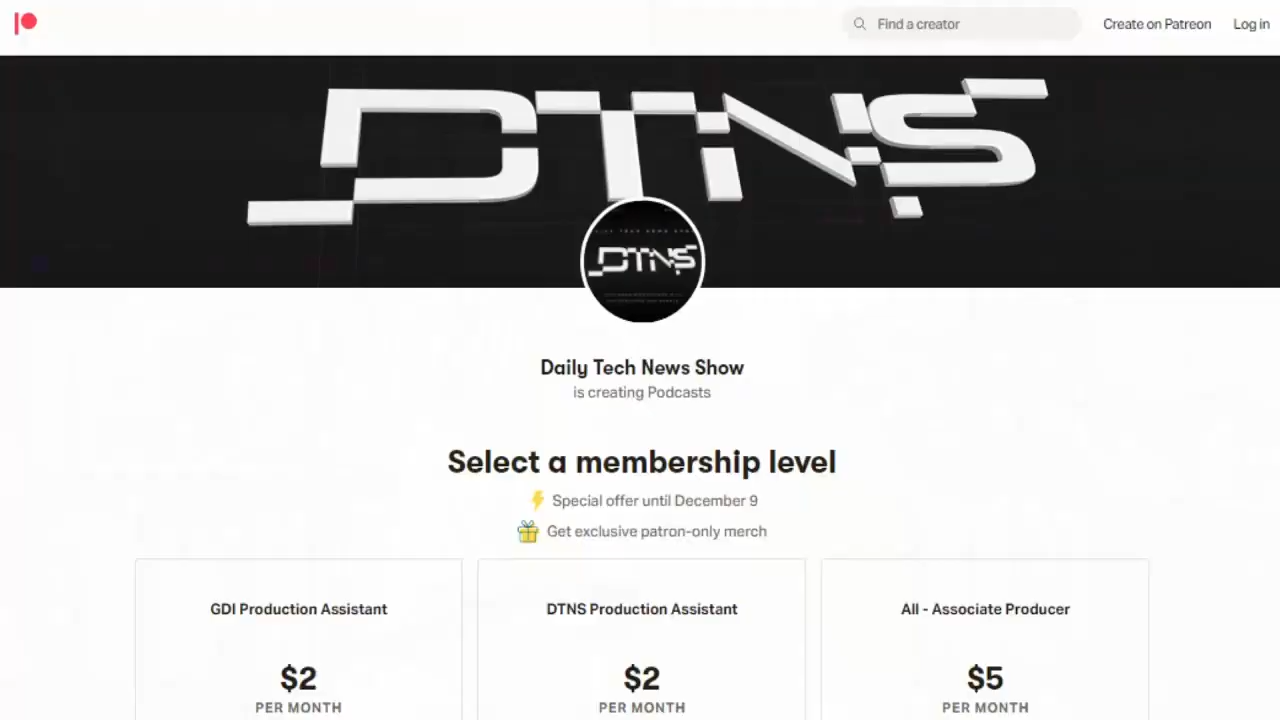 Find a creator
Create on Patreon
Log in
DTNS
DTNS
Daily Tech News Show
is creating Podcasts
Select a membership level
Special offer until December 9
Get exclusive patron-only merch
GDI Production Assistant
DTNS Production Assistant
All - Associate Producer
$2
$2
$5
PER MONTH
PER MONTH
PER MONTH